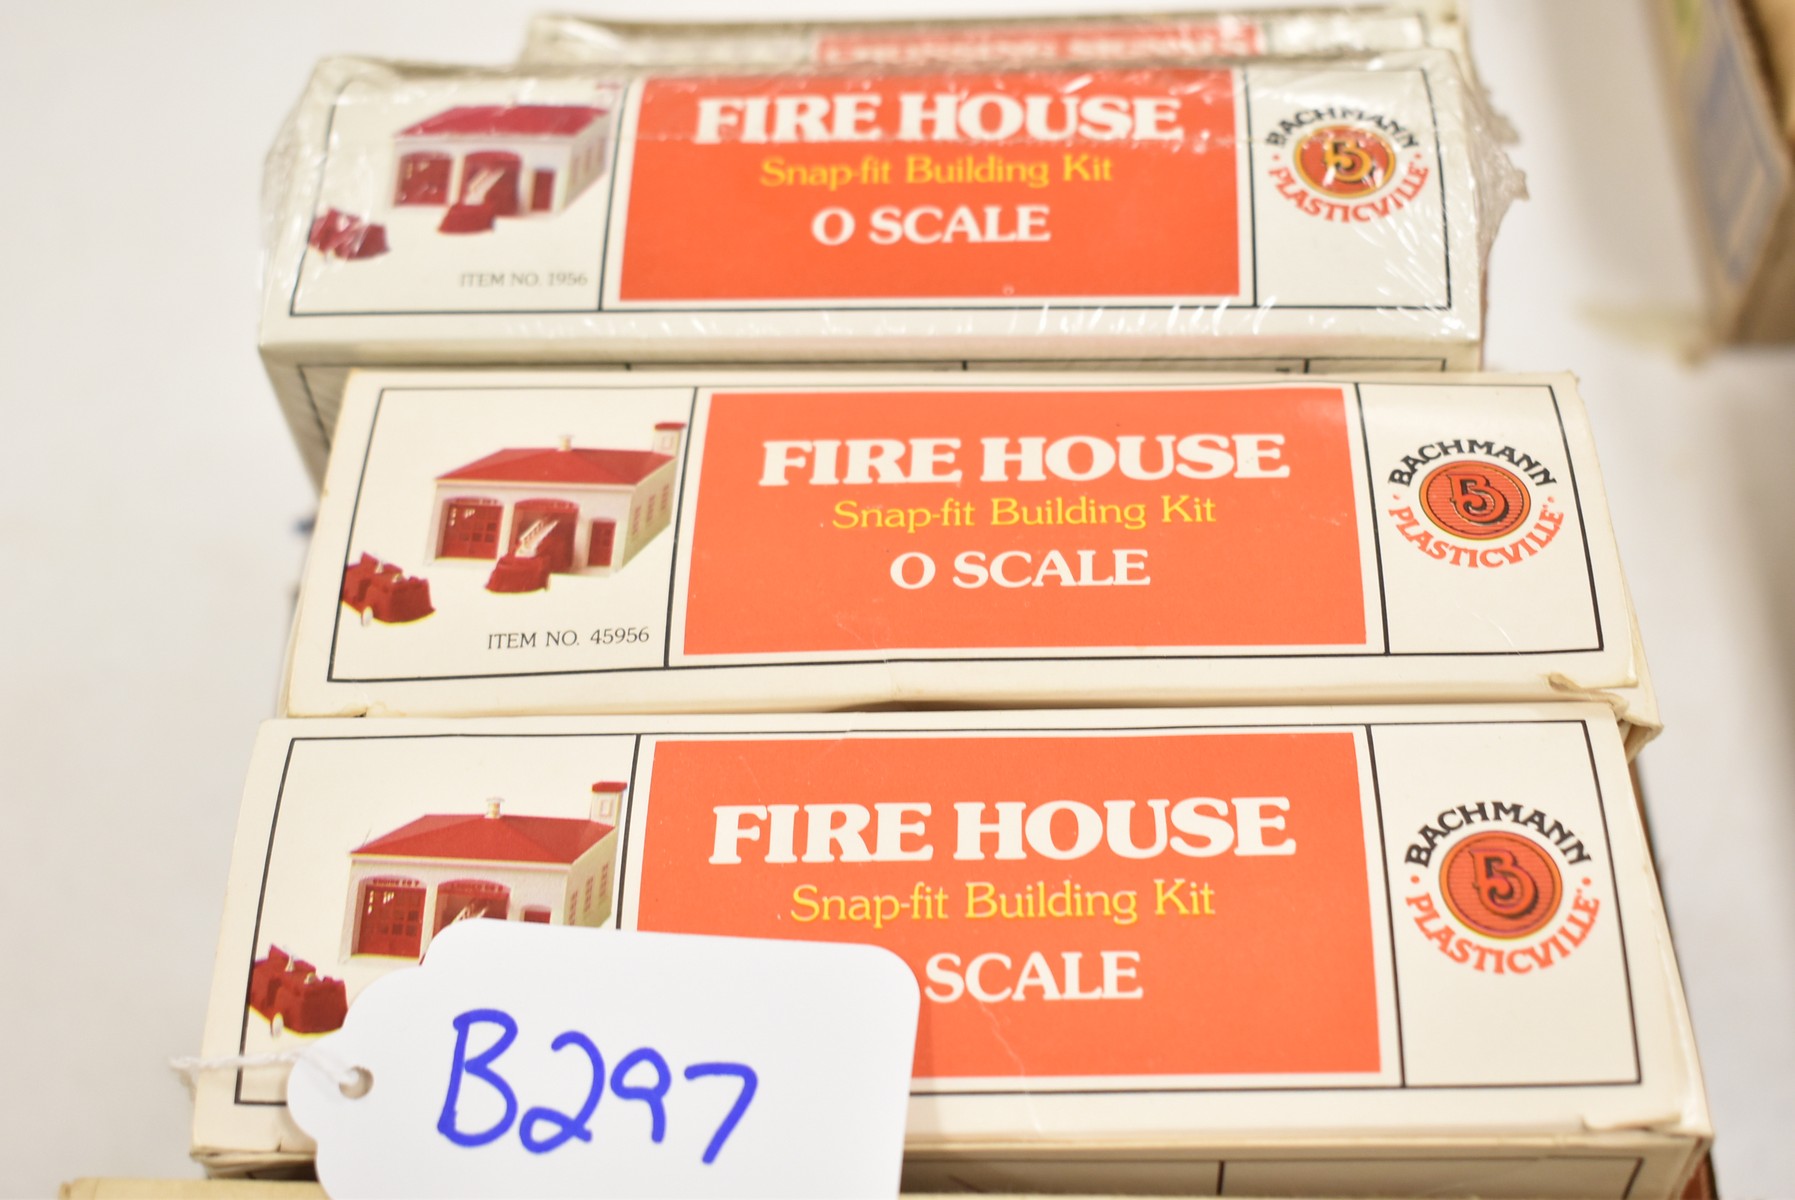 FIRE HOUSE
Snap-fit Building Kit
O SCALE
ITEM NO. 1956
BACHMANN
B
PLASTICVILLE
FIRE HOUSE
Snap-fit Building Kit
O SCALE
ITEM NO. 45956
BACHMANN
B
PLASTICVILLE
FIRE HOUSE
Snap-fit Building Kit
SCALE
BACHMANN
B
PLASTICVILLE
B297